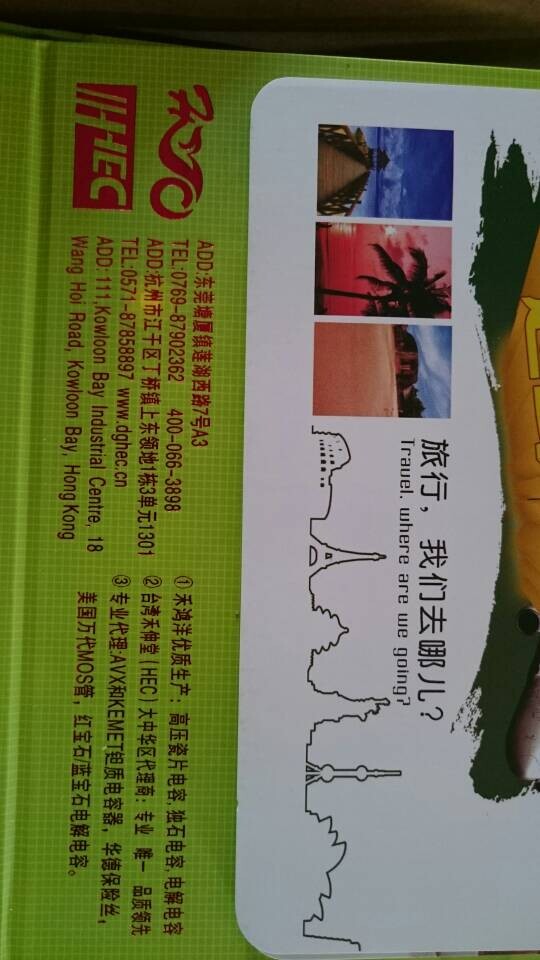 旅行，我们去哪儿？
Travel. where are we going?
HEC
ADD:东莞塘厦镇莲湖西路7号A3
TEL:0769-87902362 400-066-3898
ADD:杭州市江干区丁桥镇上东领地1栋3单元1301
TEL:0571-87858897 www.dghec.cn
ADD:111,Kowloon Bay Industrial Centre, 18
Wang Hoi Road, Kowloon Bay, Hong Kong
①禾鸿洋优质生产：高压瓷片电容,独石电容,电解电容
②台湾禾伸堂(HEC)大中华区代理商：专业 唯一 品质领先
③专业代理:AVX和KEMET钽质电容器，华德保险丝，
美国万代MOS管，红宝石/蓝宝石电解电容。